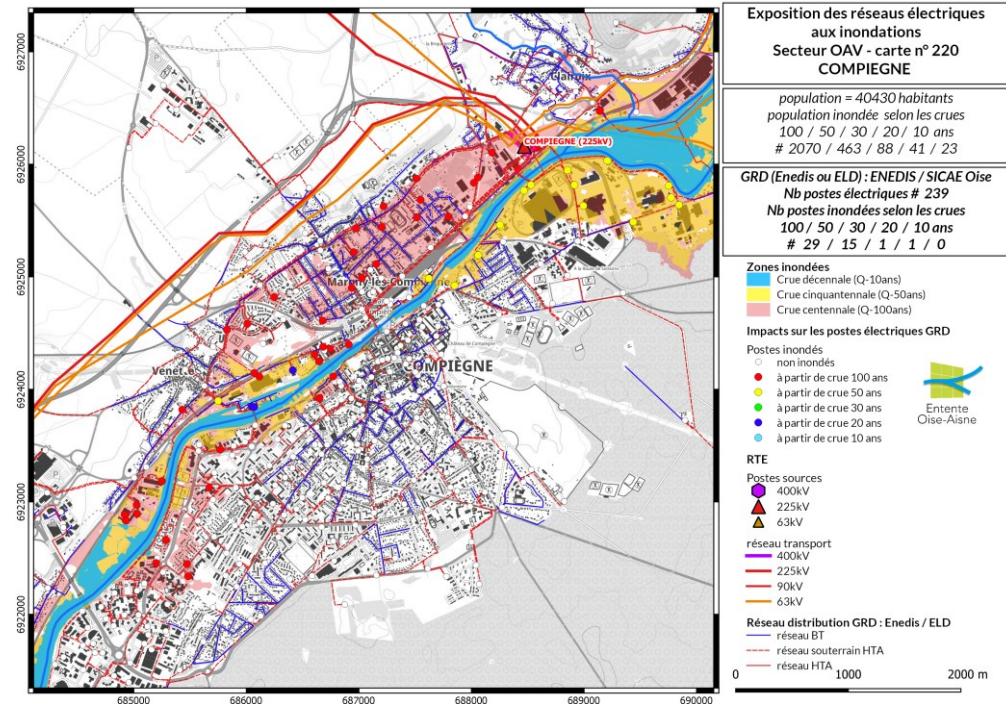 Exposition des réseaux électriques
aux inondations
Secteur OAV - carte n° 220
COMPIEGNE
population = 40430 habitants
population inondée selon les crues
100 / 50 / 30 / 20 / 10 ans
# 2070 / 463 / 88 / 41 / 23
GRD (Enedis ou ELD) : ENEDIS / SICAE Oise
Nb postes électriques # 239
Nb postes inondées selon les crues
100/ 50 / 30 / 20 / 10 ans
# 29 / 15 / 1 / 1 / 0
Zones inondées
Crue décennale (Q-10ans)
Crue cinquantennale (Q-50ans)
Crue centennale (Q-100ans)
Impacts sur les postes électriques GRD
Postes inondés
non inondés
à partir de crue 100 ans
à partir de crue 50 ans
à partir de crue 30 ans
à partir de crue 20 ans
à partir de crue 10 ans
Entente
Oise-Aisne
RTE
Postes sources
400kV
225kV
63kV
réseau transport
400kV
225kV
90kV
63kV
Réseau distribution GRD : Enedis / ELD
réseau BT
réseau souterrain HTA
réseau HTA
0
1000
2000 m
6927000
6926000
6925000
6924000
6923000
6922000
685000
686000
687000
688000
689000
690000
Clairoix
COMPIEGNE (225kV)
Margny-lès-Compiègne
COMPIÈGNE
Venette